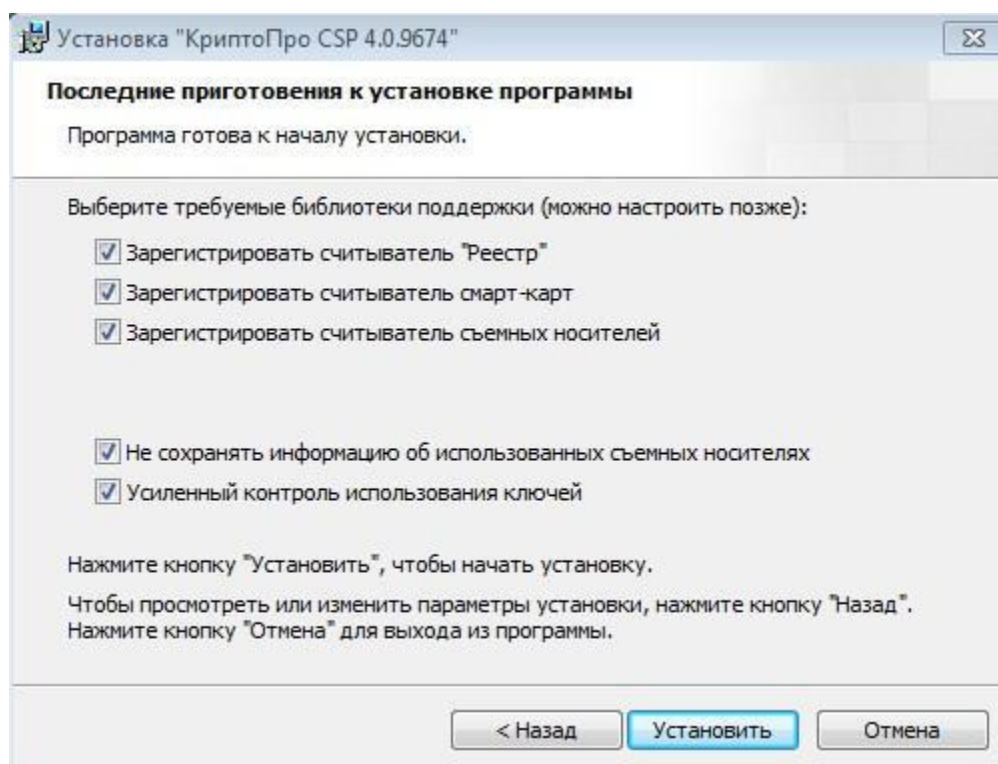 Установка "КриптоПро CSP 4.0.9674"
Последние приготовения к установке программы
Программа готова к началу установки.
Выберите требуемые библиотеки поддержки (можно настроить позже):
Зарегистрировать считыватель "Реестр"
Зарегистрировать считыватель смарт-карт
Зарегистрировать считыватель съемных носителей
Не сохранять информацию об использованных съемных носителях
Усиленный контроль использования ключей
Нажмите кнопку "Установить", чтобы начать установку.
Чтобы просмотреть или изменить параметры установки, нажмите кнопку "Назад".
Нажмите кнопку "Отмена" для выхода из программы.
< Назад Установить Отмена